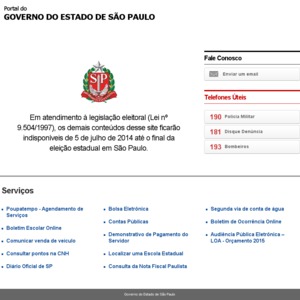 Portal do
GOVERNO DO ESTADO DE SÃO PAULO
SP
Em atendimento à legislação eleitoral (Lei nº
9.504/1997), os demais conteúdos desse site ficarão
indisponíveis de 5 de julho de 2014 até o final da
eleição estadual em São Paulo.
Fale Conosco
Enviar um email
Telefones Úteis
190 Polícia Militar
181 Disque Denúncia
193 Bombeiros
Serviços
Poupatempo - Agendamento de
Serviços
Boletim Escolar Online
Comunicar venda de veículo
Consultar pontos na CNH
Diário Oficial de SP
Bolsa Eletrônica
Contas Públicas
Demonstrativo de Pagamento do
Servidor
Localizar uma Escola Estadual
Consulta da Nota Fiscal Paulista
Segunda via de conta de água
Boletim de Ocorrência Online
Audiência Pública Eletrônica –
LOA - Orçamento 2015
Governo do Estado de São Paulo